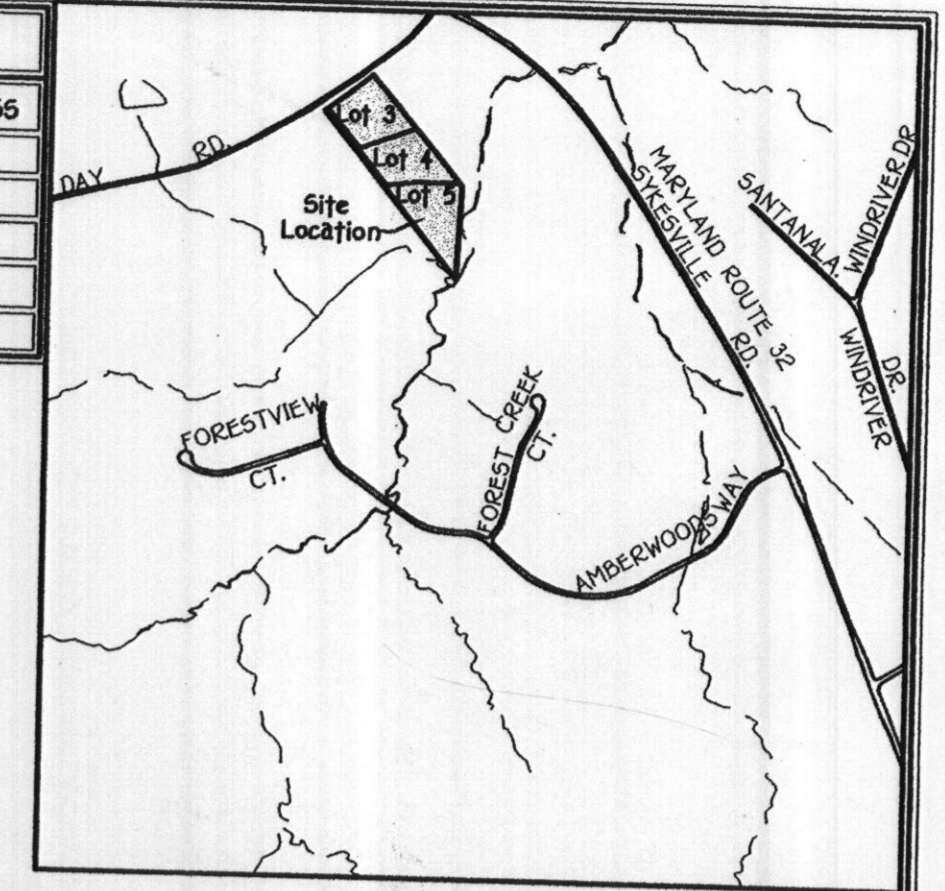 55
Lot 3
Lot 4
Lot 5
DAY RD.
Site
Location
MARYLAND ROUTE 32
SYKESVILLE RD.
SANTANA LA.
WINDRIVER DR
WINDRIVER DR.
FORESTVIEW
CT.
FOREST CREEK
CT.
AMBERWOODS WAY